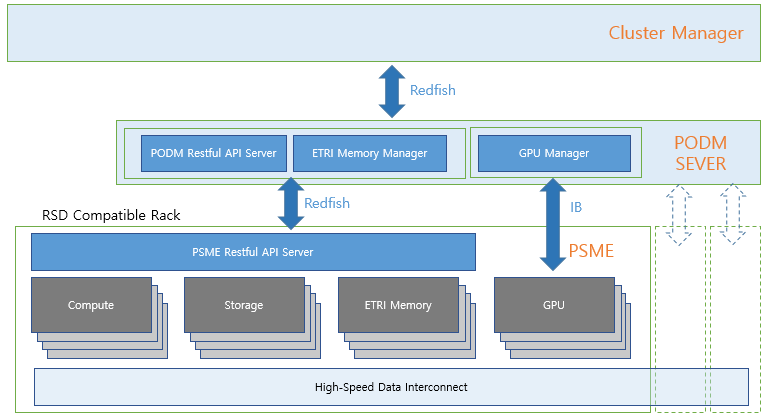 Cluster Manager
Redfish
PODM Restful API Server
ETRI Memory Manager
GPU Manager
PODM
SEVER
Redfish
IB
RSD Compatible Rack
PSME Restful API Server
PSME
Compute
Storage
ETRI Memory
GPU
High-Speed Data Interconnect